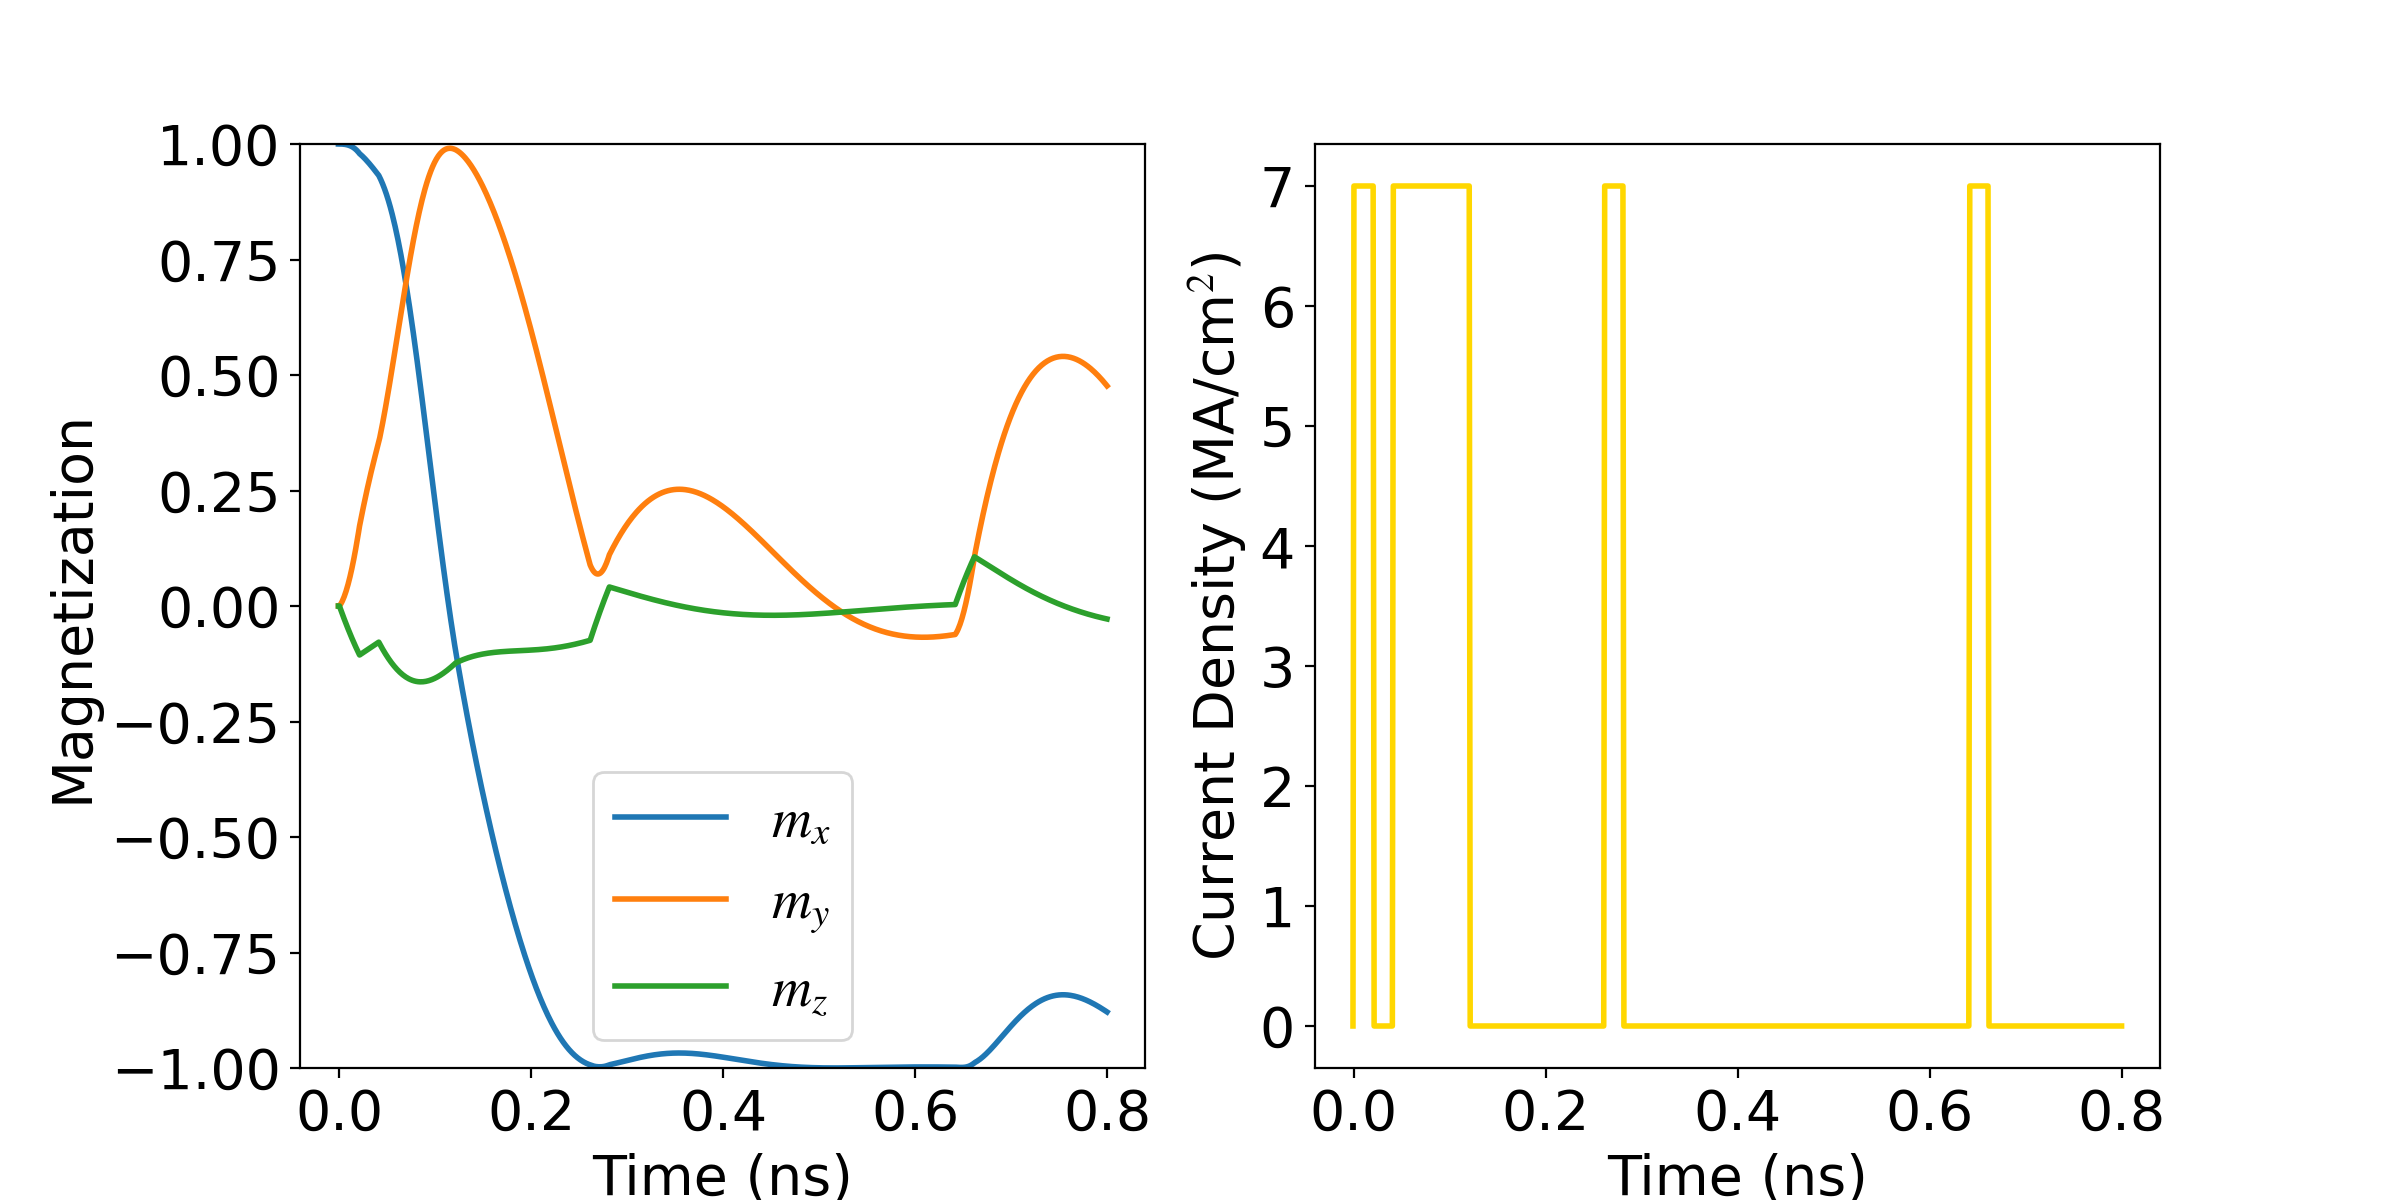 Magnetization
1.00
0.75
0.50
0.25
0.00
−0.25
−0.50
−0.75
−1.00
0.0 0.2 0.4 0.6 0.8
Time (ns)
m_x
m_y
m_z
Current Density (MA/cm²)
7
6
5
4
3
2
1
0
0.0 0.2 0.4 0.6 0.8
Time (ns)